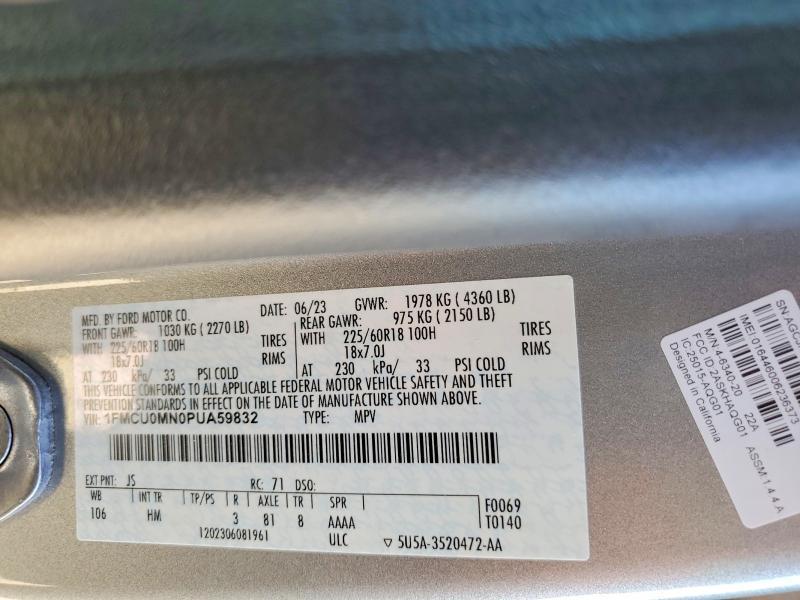 MFD. BY FORD MOTOR CO. DATE: 06/23 GVWR: 1978 KG ( 4360 LB)
FRONT GAWR: 1030 KG ( 2270 LB) REAR GAWR: 975 KG ( 2150 LB)
WITH 225/60R18 100H TIRES WITH 225/60R18 100H TIRES
18x7.0J RIMS 18x7.0J RIMS
AT 230 kPa/ 33 PSI COLD AT 230 kPa/ 33 PSI COLD
THIS VEHICLE CONFORMS TO ALL APPLICABLE FEDERAL MOTOR VEHICLE SAFETY AND THEFT
PREVENTION STANDARDS IN EFFECT ON THE DATE OF MANUFACTURE SHOWN ABOVE.
VIN: 1FMCU0MN0PUA59832 TYPE: MPV
EXT PNT: JS RC: 71 DSO:
WB INT TR TP/PS R AXLE TR SPR F0069
106 HM 3 81 8 AAAA T0140
1202306081961 ULC ▽ 5U5A-3520472-AA
IMEI 016446006236373
M/N 4-6340-20 22A ASSM:1.4.4.A
FCC ID:2ASKHAQG01
IC:25015-AQG01
Designed in California